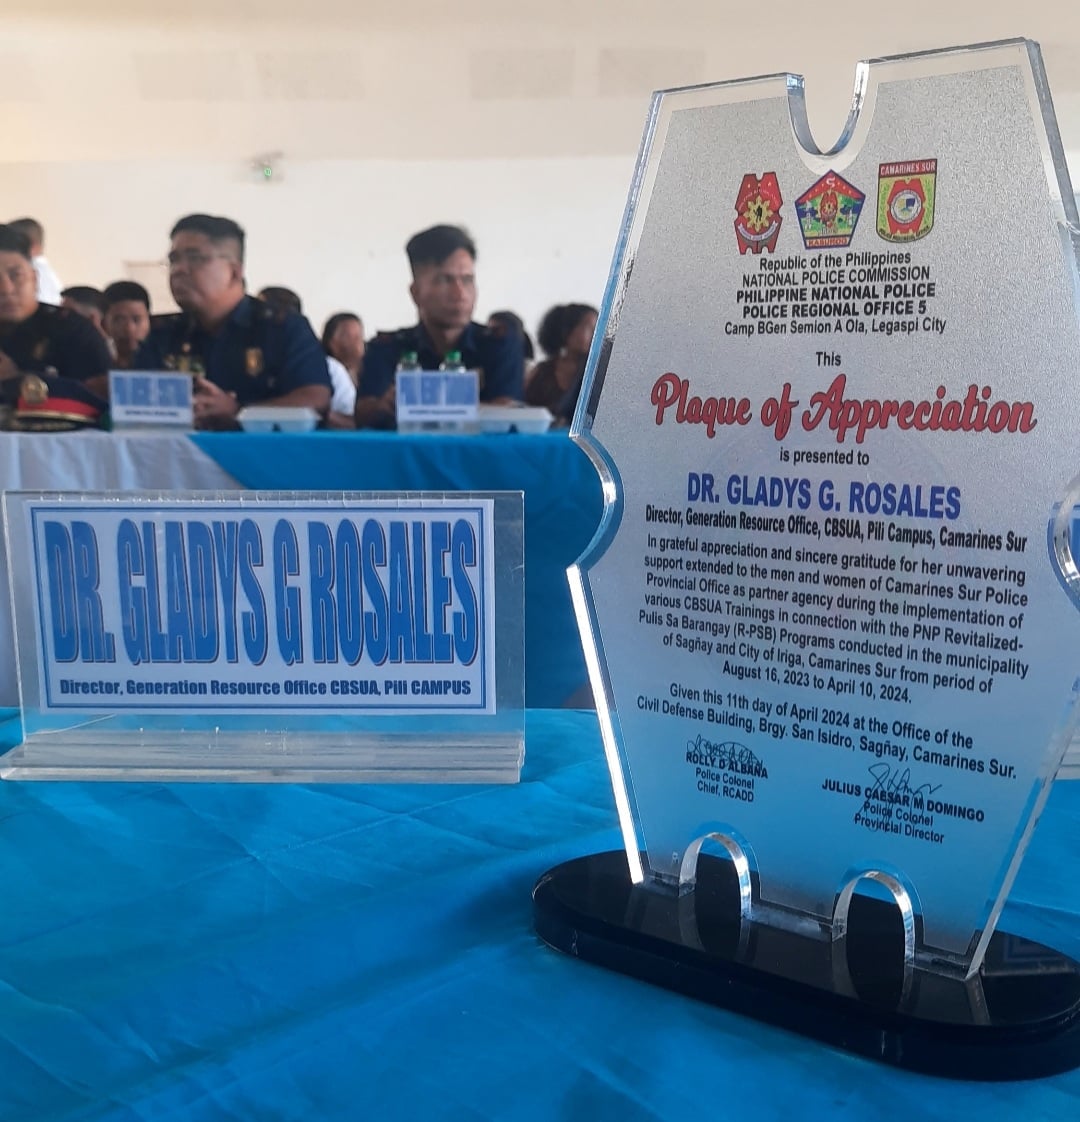 DR. GLADYS G ROSALES
Director, Generation Resource Office CBSUA, Pili CAMPUS
CAMARINES SUR
KASUROG
Republic of the Philippines
NATIONAL POLICE COMMISSION
PHILIPPINE NATIONAL POLICE
POLICE REGIONAL OFFICE 5
Camp BGen Semion A Ola, Legaspi City
This
Plaque of Appreciation
is presented to
DR. GLADYS G. ROSALES
Director, Generation Resource Office, CBSUA, Pili Campus, Camarines Sur
In grateful appreciation and sincere gratitude for her unwavering
support extended to the men and women of Camarines Sur Police
Provincial Office as partner agency during the implementation of
various CBSUA Trainings in connection with the PNP Revitalized-
Pulis Sa Barangay (R-PSB) Programs conducted in the municipality
of Sagñay and City of Iriga, Camarines Sur from period of
August 16, 2023 to April 10, 2024.
Given this 11th day of April 2024 at the Office of the
Civil Defense Building, Brgy. San Isidro, Sagñay, Camarines Sur.
ROLLY D ALBANA
Police Colonel
Chief, RCADD
JULIUS CAESAR M DOMINGO
Police Colonel
Provincial Director